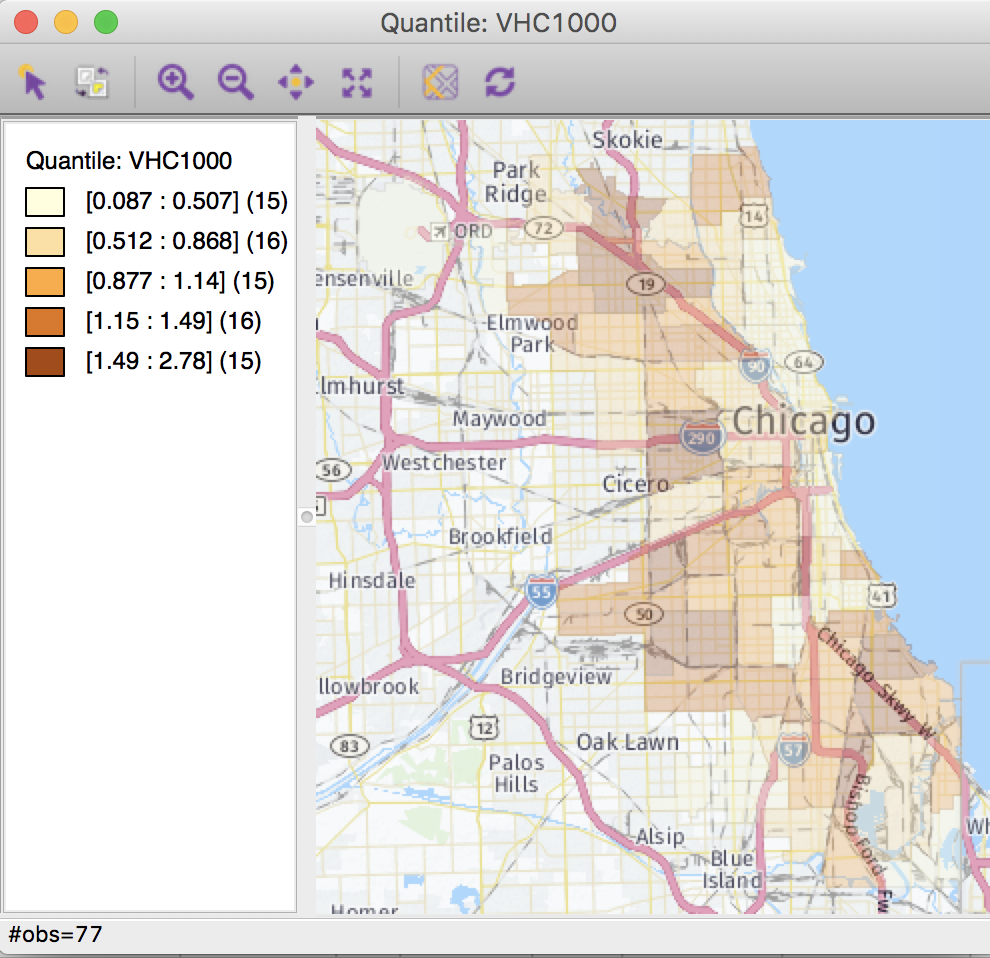 Quantile: VHC1000
Quantile: VHC1000
[0.087 : 0.507] (15)
[0.512 : 0.868] (16)
[0.877 : 1.14] (15)
[1.15 : 1.49] (16)
[1.49 : 2.78] (15)
Skokie
Park
Ridge
14
ORD
72
ensenville
19
Elmwood
Park
90
64
lmhurst
Maywood
Chicago
290
56
Westchester
Cicero
Brookfield
Hinsdale
55
41
50
Chicago Skwy W
llowbrook
Bridgeview
12
83
Oak Lawn
57
Palos
Hills
Bishop Ford Fw
Alsip
Wh
Blue
Island
Homer
#obs=77